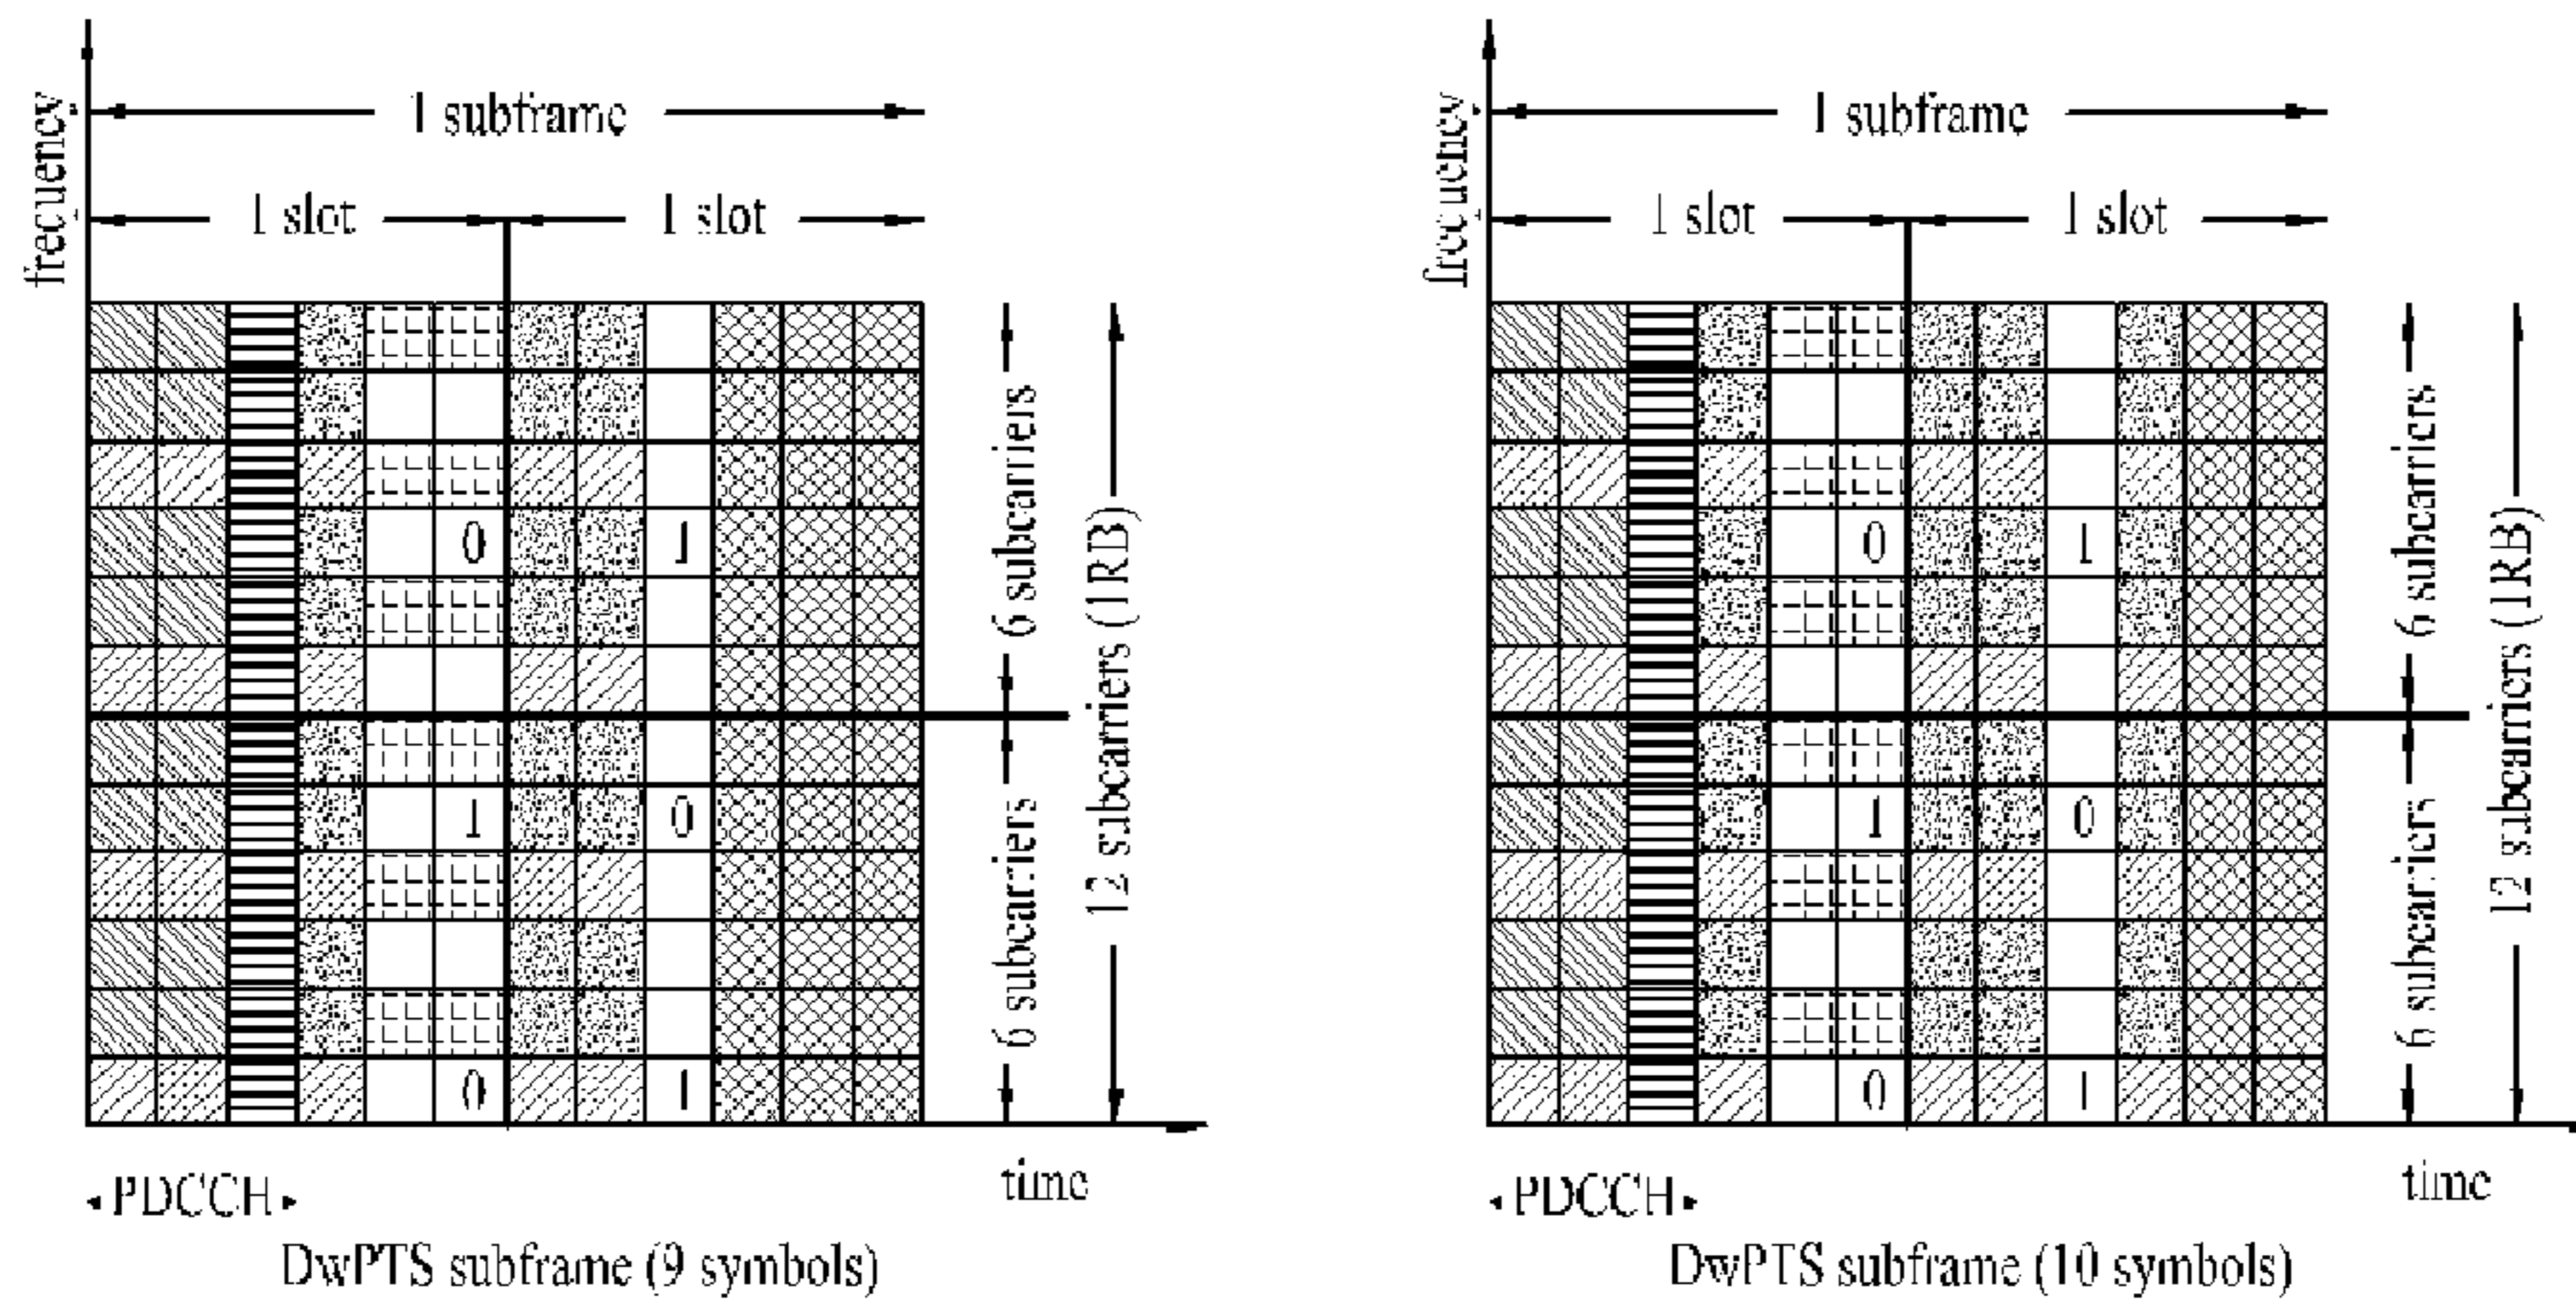 frequency
1 subframe
1 slot
1 slot
0
1
1
0
0
1
6 subcarriers
6 subcarriers
12 subcarriers (1RB)
PDCCH
time
DwPTS subframe (9 symbols)
frequency
1 subframe
1 slot
1 slot
0
1
1
0
0
1
6 subcarriers
6 subcarriers
12 subcarriers (1RB)
PDCCH
time
DwPTS subframe (10 symbols)